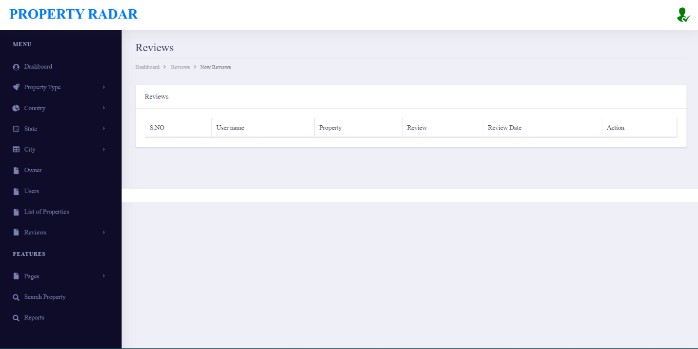 PROPERTY RADAR
MENU
Dashboard
Property Type
Country
State
City
Owner
Users
List of Properties
Reviews
FEATURES
Pages
Search Property
Reports
Reviews
Dashboard Reviews New Reviews
Reviews
S.NO User name Property Review Review Date Action